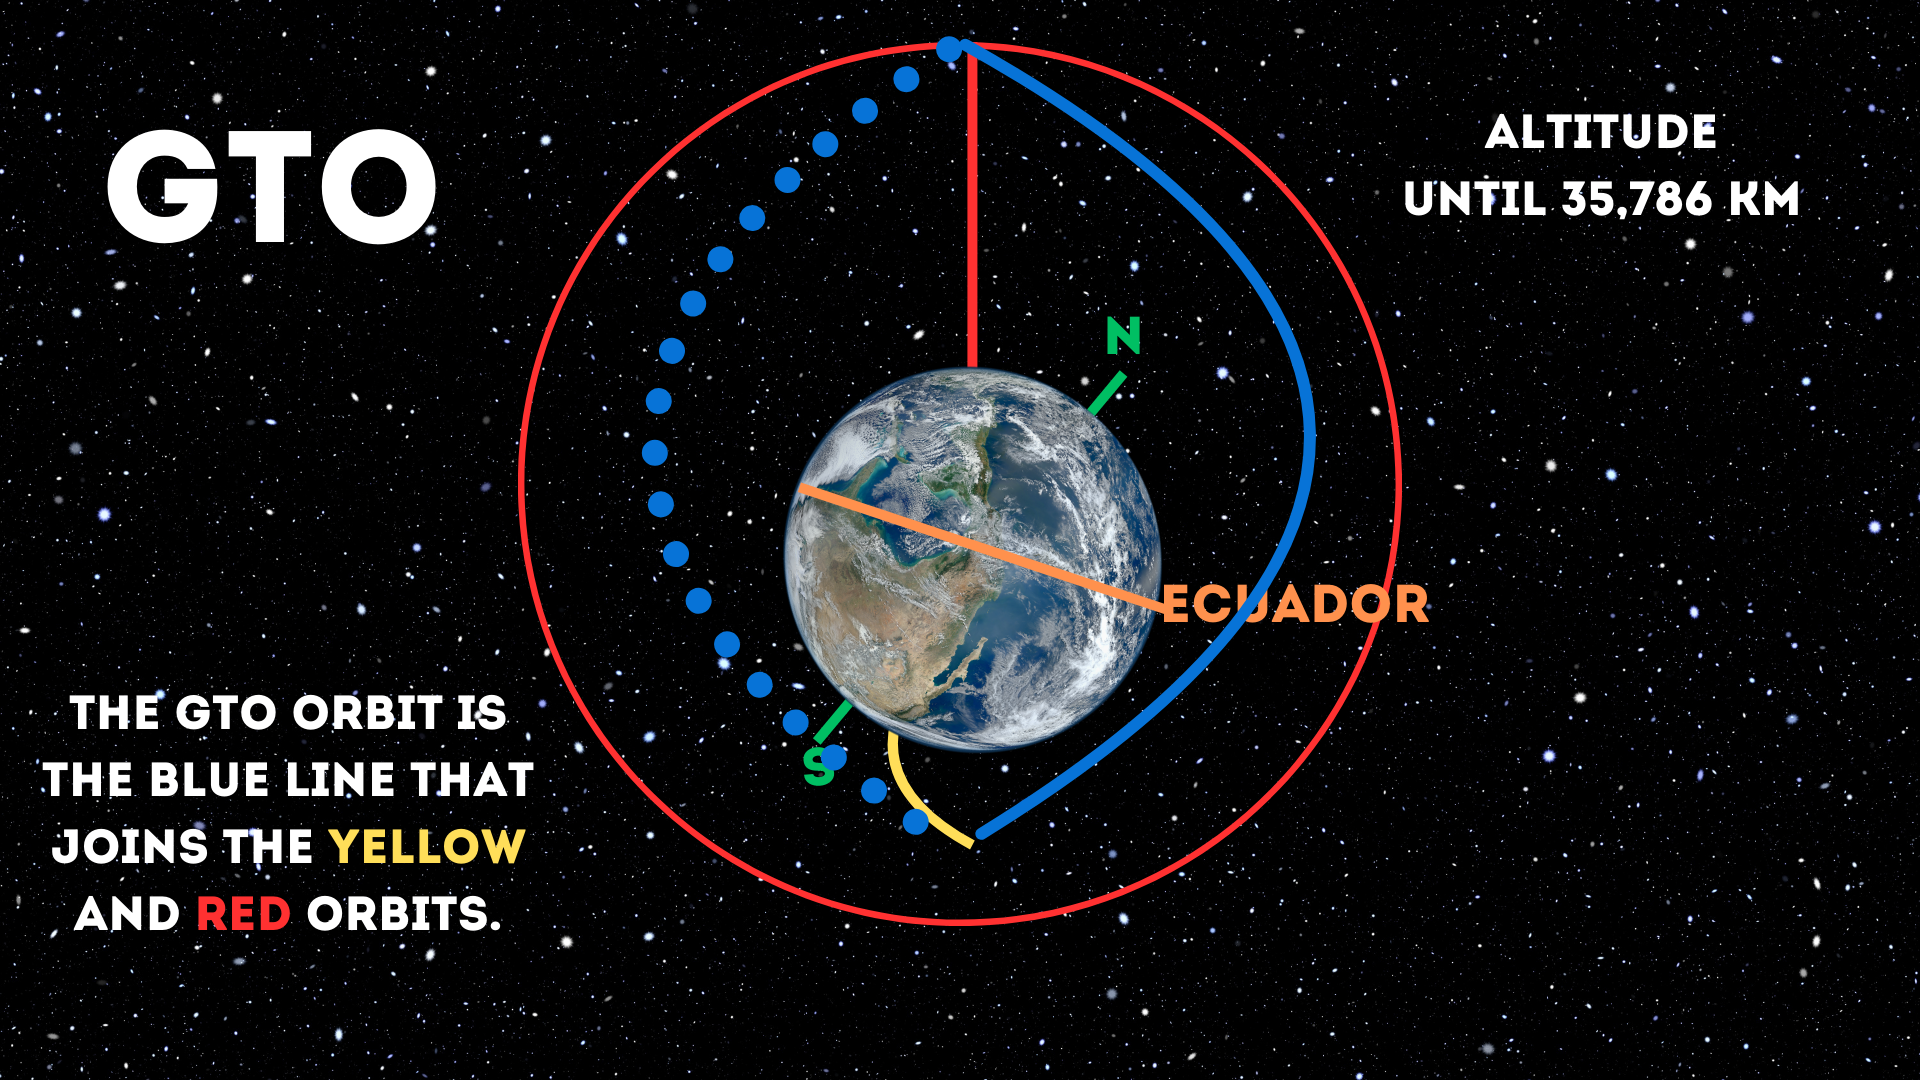 GTO
ALTITUDE
UNTIL 35,786 KM
N
ECUADOR
S
THE GTO ORBIT IS
THE BLUE LINE THAT
JOINS THE YELLOW
AND RED ORBITS.